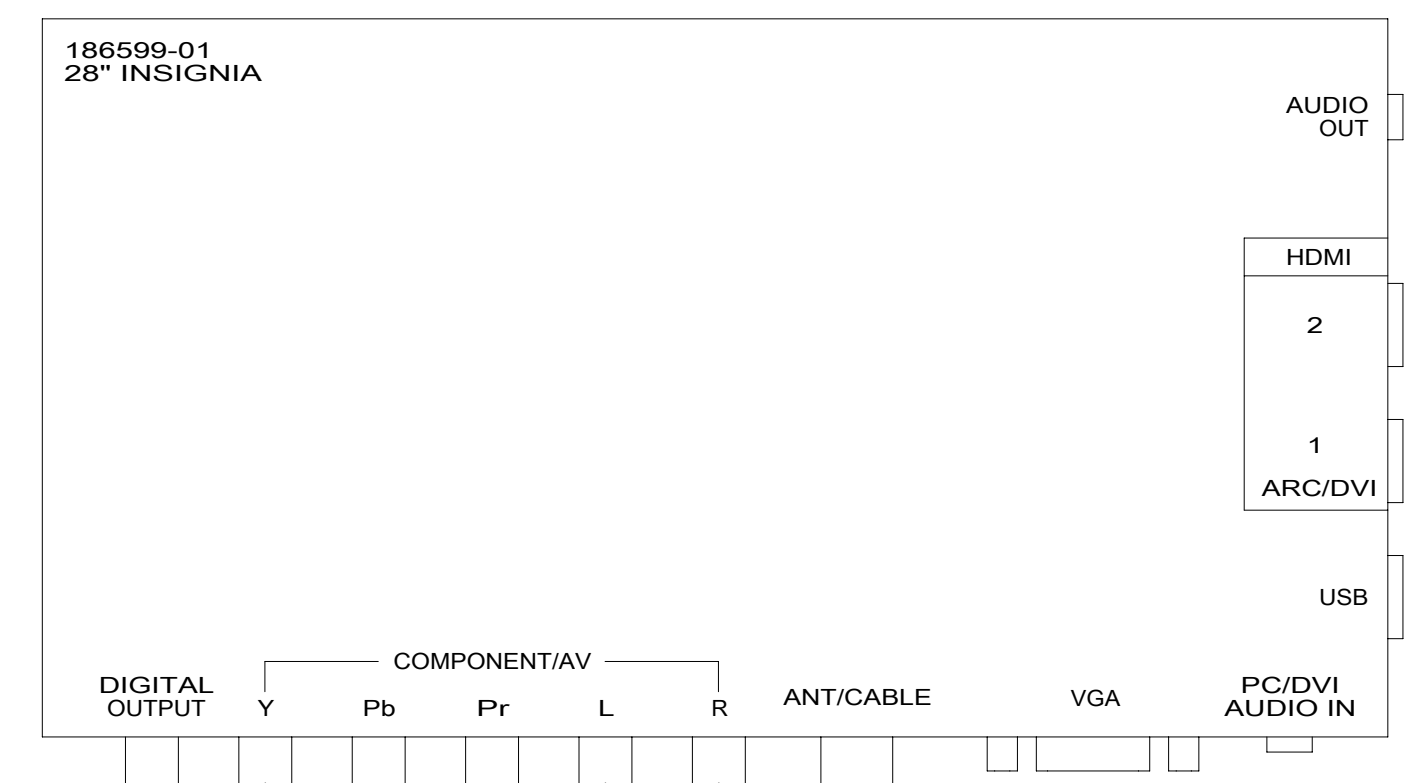 186599-01
28" INSIGNIA
AUDIO
OUT
HDMI
2
1
ARC/DVI
USB
COMPONENT/AV
DIGITAL
OUTPUT
Y Pb Pr L R
ANT/CABLE
VGA
PC/DVI
AUDIO IN